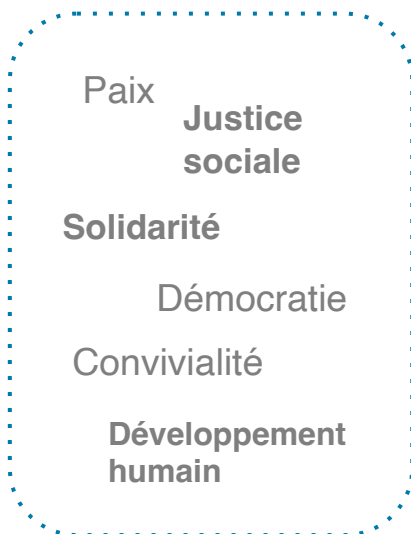 Paix
Justice
sociale
Solidarité
Démocratie
Convivialité
Développement
humain